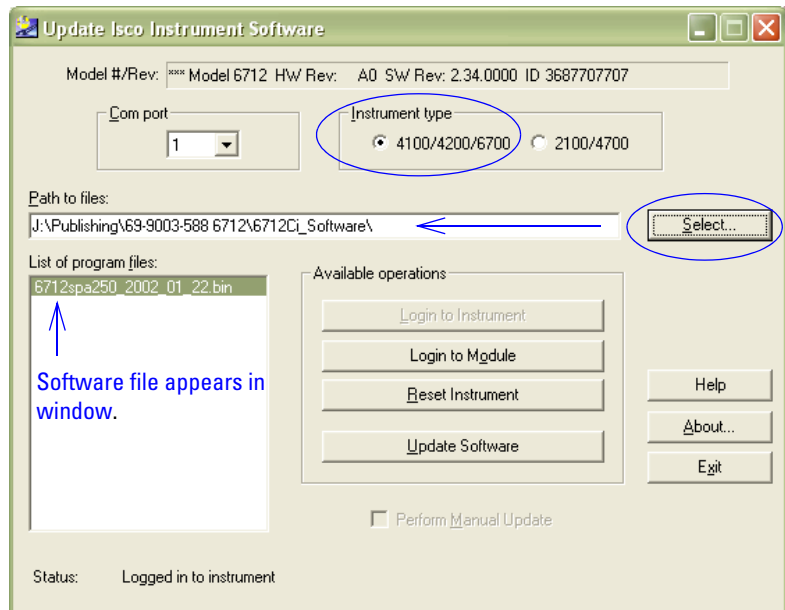 Update Isco Instrument Software
Model #/Rev: *** Model 6712 HW Rev: A0 SW Rev: 2.34.0000 ID 3687707707
Com port
1
Instrument type
4100/4200/6700
2100/4700
Path to files:
J:\Publishing\69-9003-588 6712\6712Ci_Software\
Select...
List of program files:
6712spa250_2002_01_22.bin
Software file appears in
window.
Available operations
Login to Instrument
Login to Module
Reset Instrument
Update Software
Perform Manual Update
Help
About...
Exit
Status: Logged in to instrument